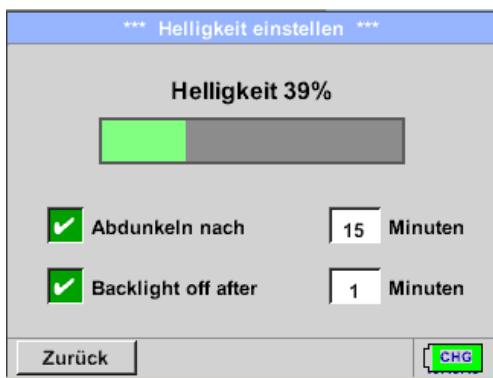 *** Helligkeit einstellen ***
Helligkeit 39%
Abdunkeln nach 15 Minuten
Backlight off after 1 Minuten
Zurück CHG